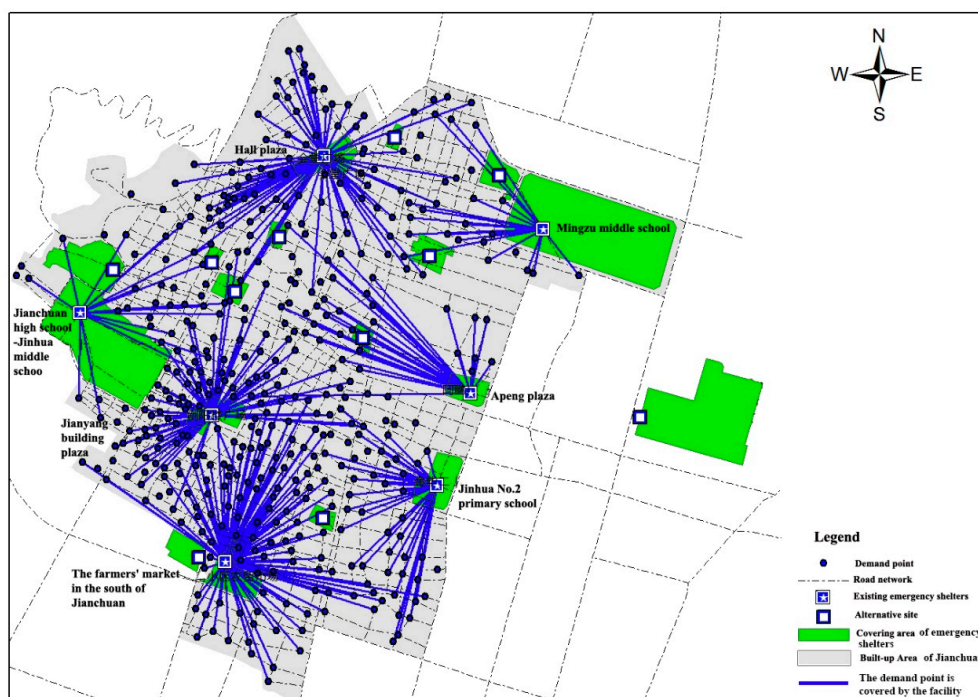 N
W E
S
Hall plaza
Mingzu middle school
Jianchuan
high school
-Jinhua
middle
schoo
Apeng plaza
Jianyang
building
plaza
Jinhua No.2
primary school
The farmers' market
in the south of
Jianchuan
Legend
Demand point
Road network
Existing emergency shelters
Alternative site
Covering area of emergency
shelters
Built-up Area of Jianchua
The demand point is
covered by the facility